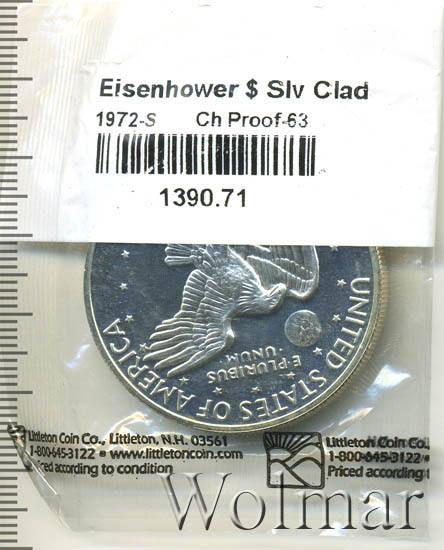 Eisenhower $ Slv Clad
1972-S Ch Proof-63
1390.71
UNITED STATES OF AMERICA
E·PLURIBUS
UNUM
Littleton Coin Co., Littleton, N.H. 03561
1-800-645-3122 • www.littletoncoin.com
Priced according to condition
Littleton Coin Co.,
1-800-645-3122
Priced according
Wolmar